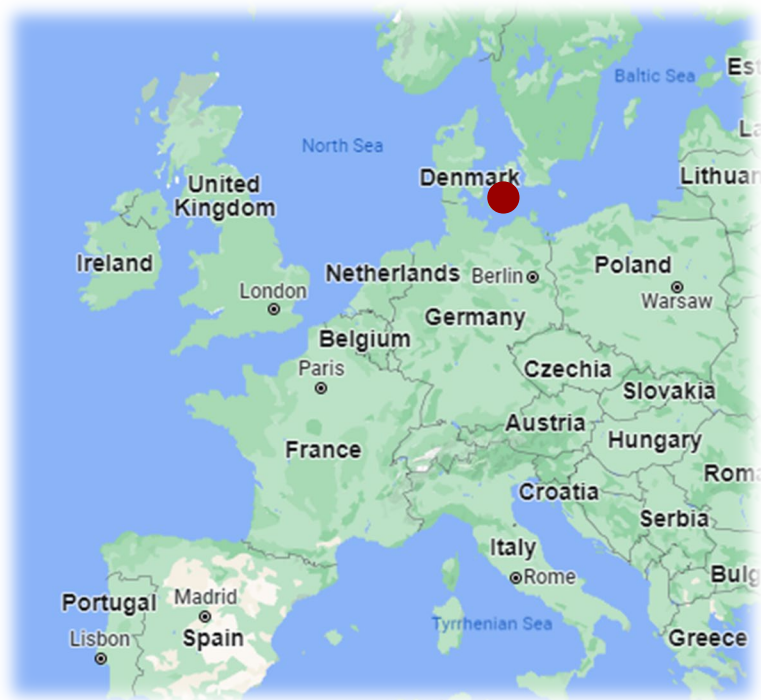 Baltic Sea
Est
La
North Sea
Denmark
Lithuan
United
Kingdom
Ireland
Netherlands
Berlin
Poland
London
Warsaw
Germany
Belgium
Paris
Czechia
Slovakia
Austria
Hungary
France
Roma
Croatia
Serbia
Italy
Rome
Bulg
Portugal
Madrid
Tyrrhenian Sea
Lisbon
Spain
Greece